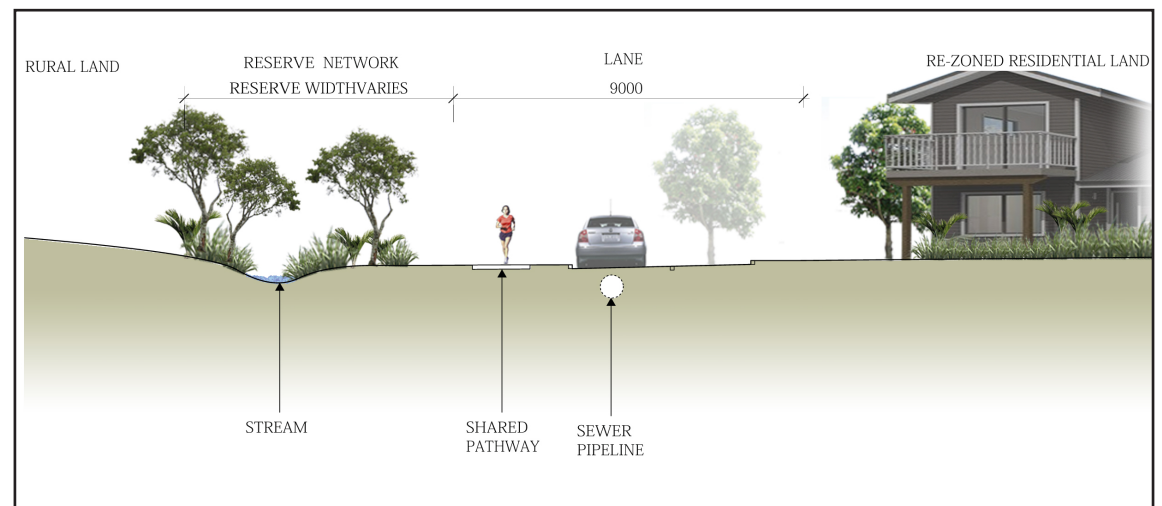 RURAL LAND
RESERVE NETWORK
RESERVE WIDTHVARIES
LANE
9000
RE-ZONED RESIDENTIAL LAND
STREAM
SHARED
PATHWAY
SEWER
PIPELINE